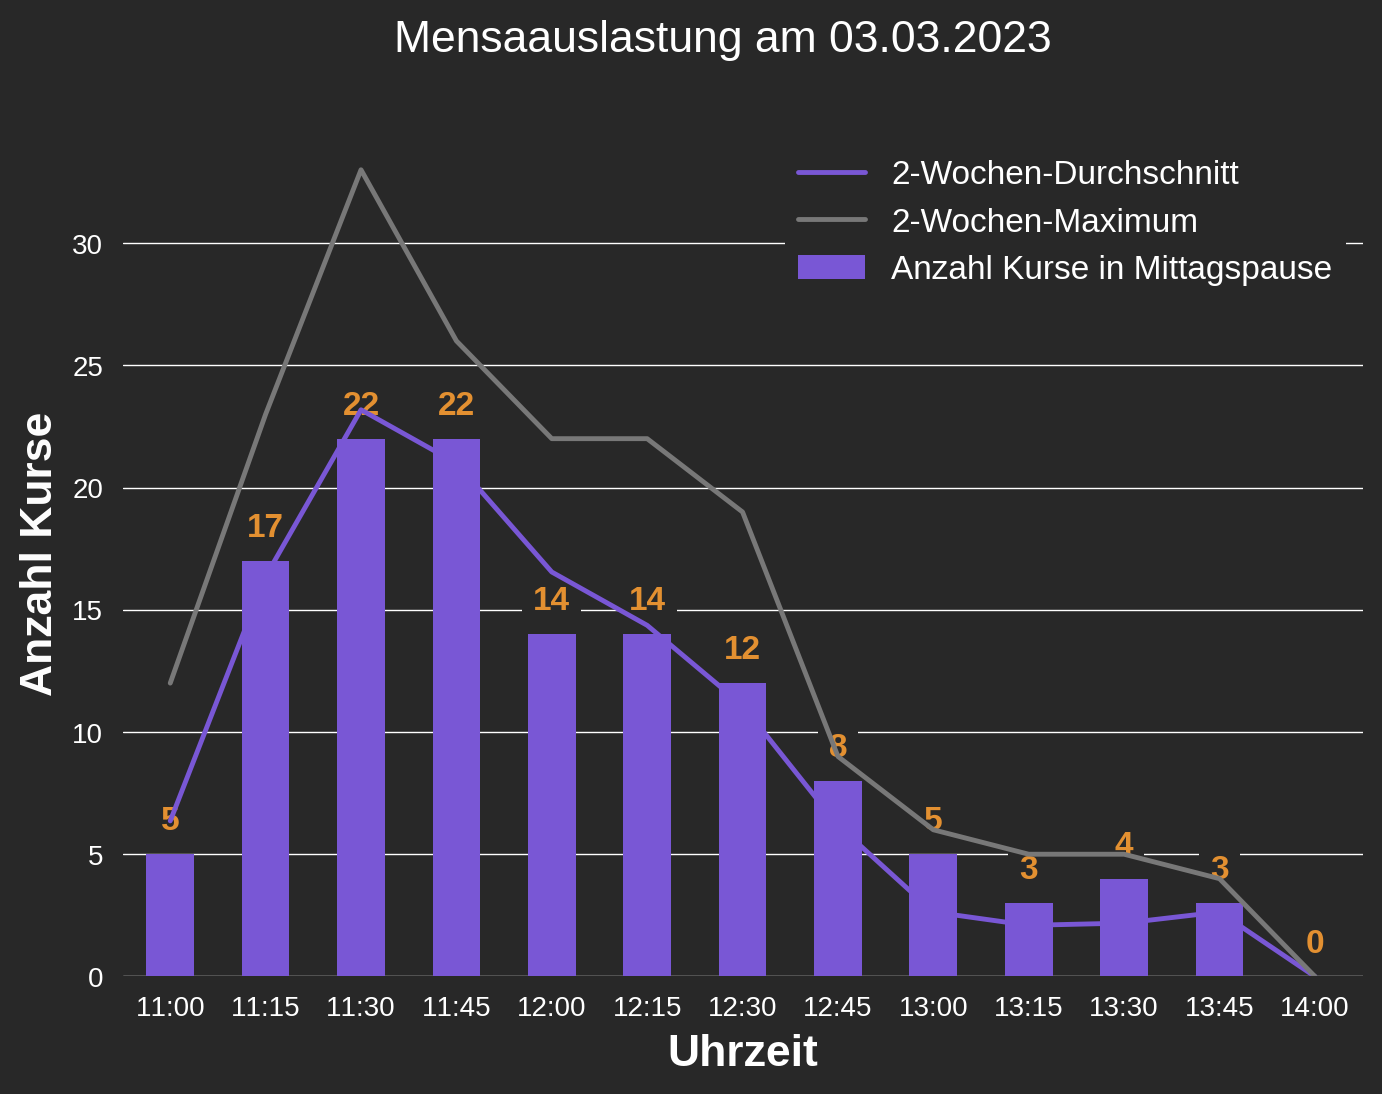 Mensaauslastung am 03.03.2023
2-Wochen-Durchschnitt
2-Wochen-Maximum
Anzahl Kurse in Mittagspause
Anzahl Kurse
30
25
20
15
10
5
0
5
17
22
22
14
14
12
8
5
3
4
3
0
11:00 11:15 11:30 11:45 12:00 12:15 12:30 12:45 13:00 13:15 13:30 13:45 14:00
Uhrzeit